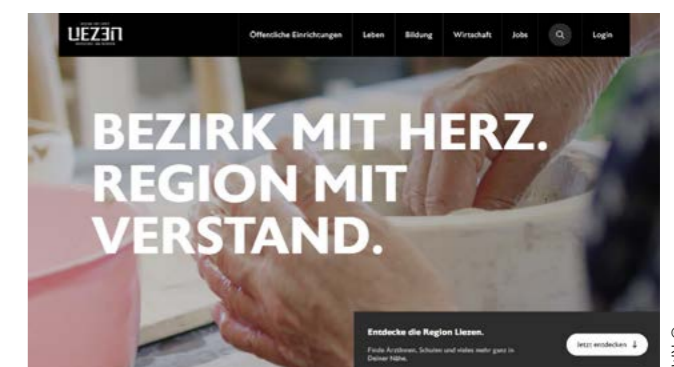 LIEZEN
Öffentliche Einrichtungen
Leben
Bildung
Wirtschaft
Jobs
Login
BEZIRK MIT HERZ.
REGION MIT
VERSTAND.
Entdecke die Region Liezen.
Finde ÄrztInnen, Schulen und vieles mehr ganz in
Deiner Nähe.
Jetzt entdecken ↓